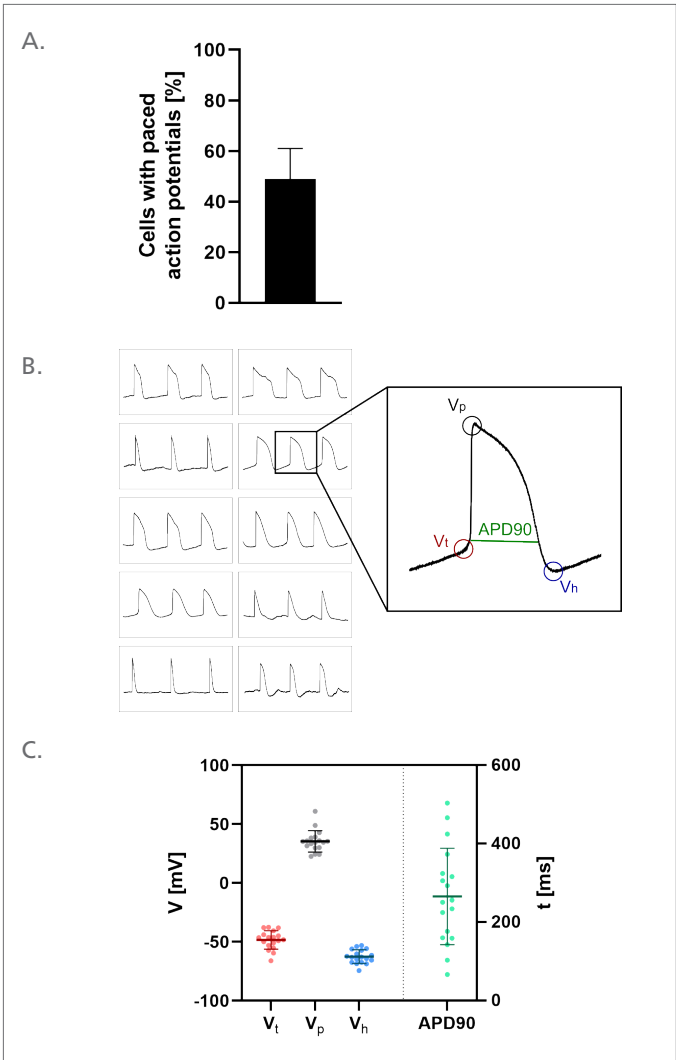 A.
Cells with paced
action potentials [%]
100
80
60
40
20
0
B.
Vp
APD90
Vt
Vh
C.
V [mV]
100
50
0
-50
-100
600
400
200
0
t [ms]
Vt Vp Vh APD90